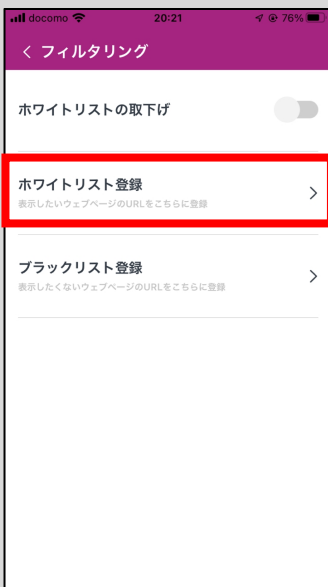 docomo 20:21 76%
フィルタリング
ホワイトリストの取下げ
ホワイトリスト登録
表示したいウェブページのURLをこちらに登録
ブラックリスト登録
表示したくないウェブページのURLをこちらに登録